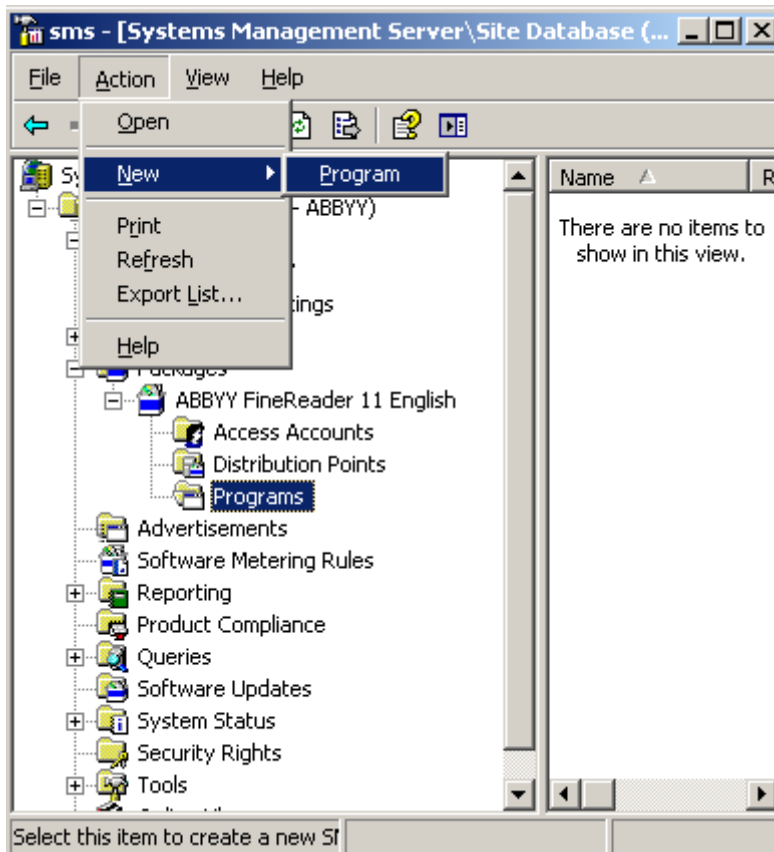 sms - [Systems Management Server\Site Database (...
File Action View Help
Open
New
Program
Print
Refresh
Export List...
Help
- ABBYY)
ings
Packages
ABBYY FineReader 11 English
Access Accounts
Distribution Points
Programs
Advertisements
Software Metering Rules
Reporting
Product Compliance
Queries
Software Updates
System Status
Security Rights
Tools
Name R
There are no items to
show in this view.
Select this item to create a new S